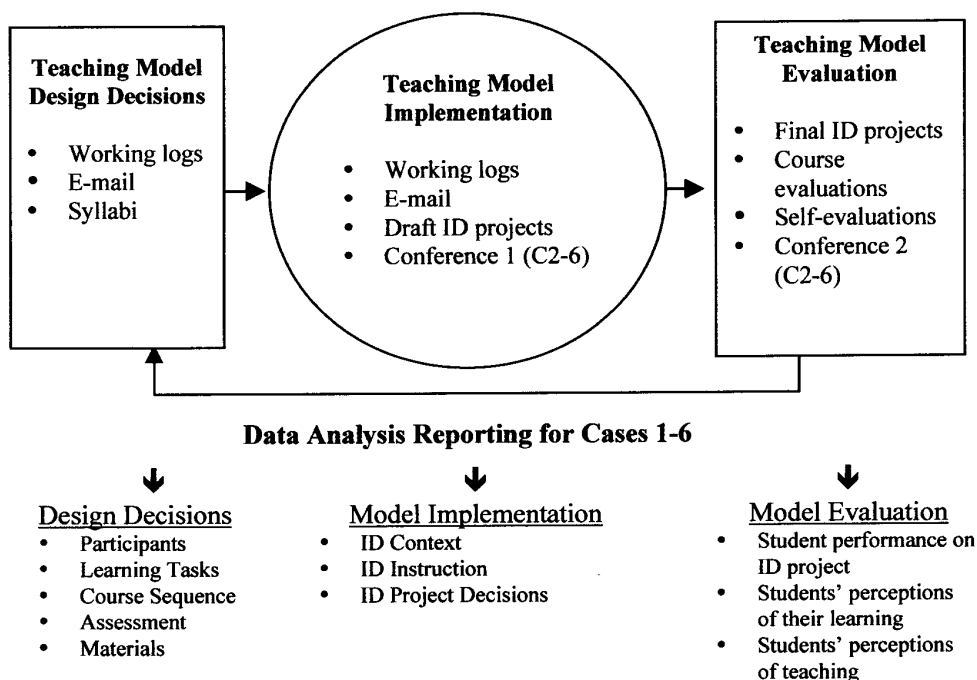 Teaching Model
Design Decisions
• Working logs
• E-mail
• Syllabi
Teaching Model
Implementation
• Working logs
• E-mail
• Draft ID projects
• Conference 1 (C2-6)
Teaching Model
Evaluation
• Final ID projects
• Course
evaluations
• Self-evaluations
• Conference 2
(C2-6)
Data Analysis Reporting for Cases 1-6
Design Decisions
• Participants
• Learning Tasks
• Course Sequence
• Assessment
• Materials
Model Implementation
• ID Context
• ID Instruction
• ID Project Decisions
Model Evaluation
• Student performance on
ID project
• Students’ perceptions
of their learning
• Students’ perceptions
of teaching